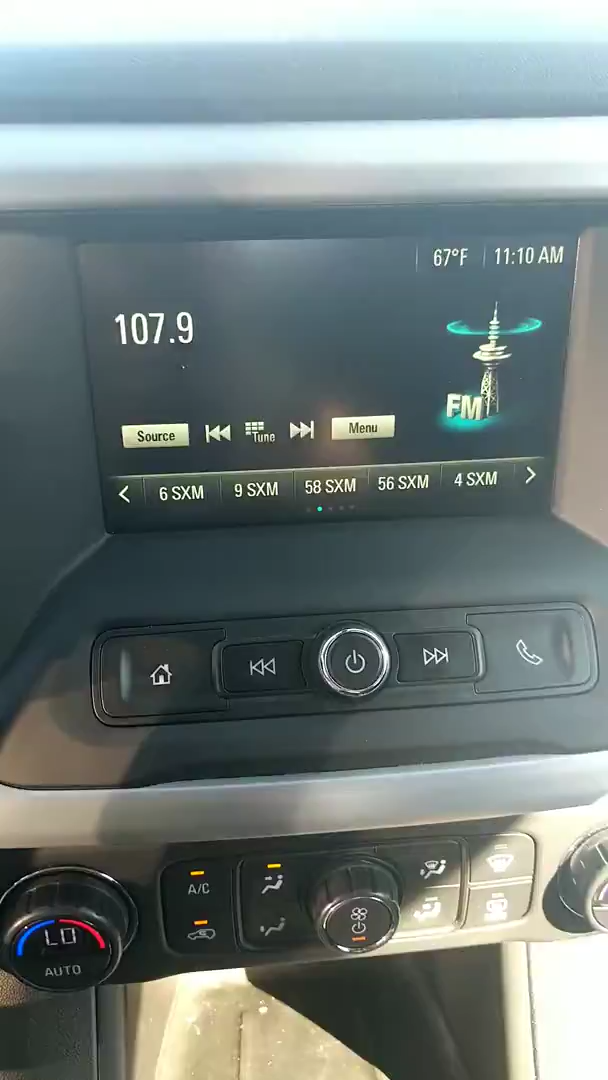 67°F 11:10 AM
107.9
FM
Source Tune Menu
6 SXM 9 SXM 58 SXM 56 SXM 4 SXM
A/C
LO
AUTO